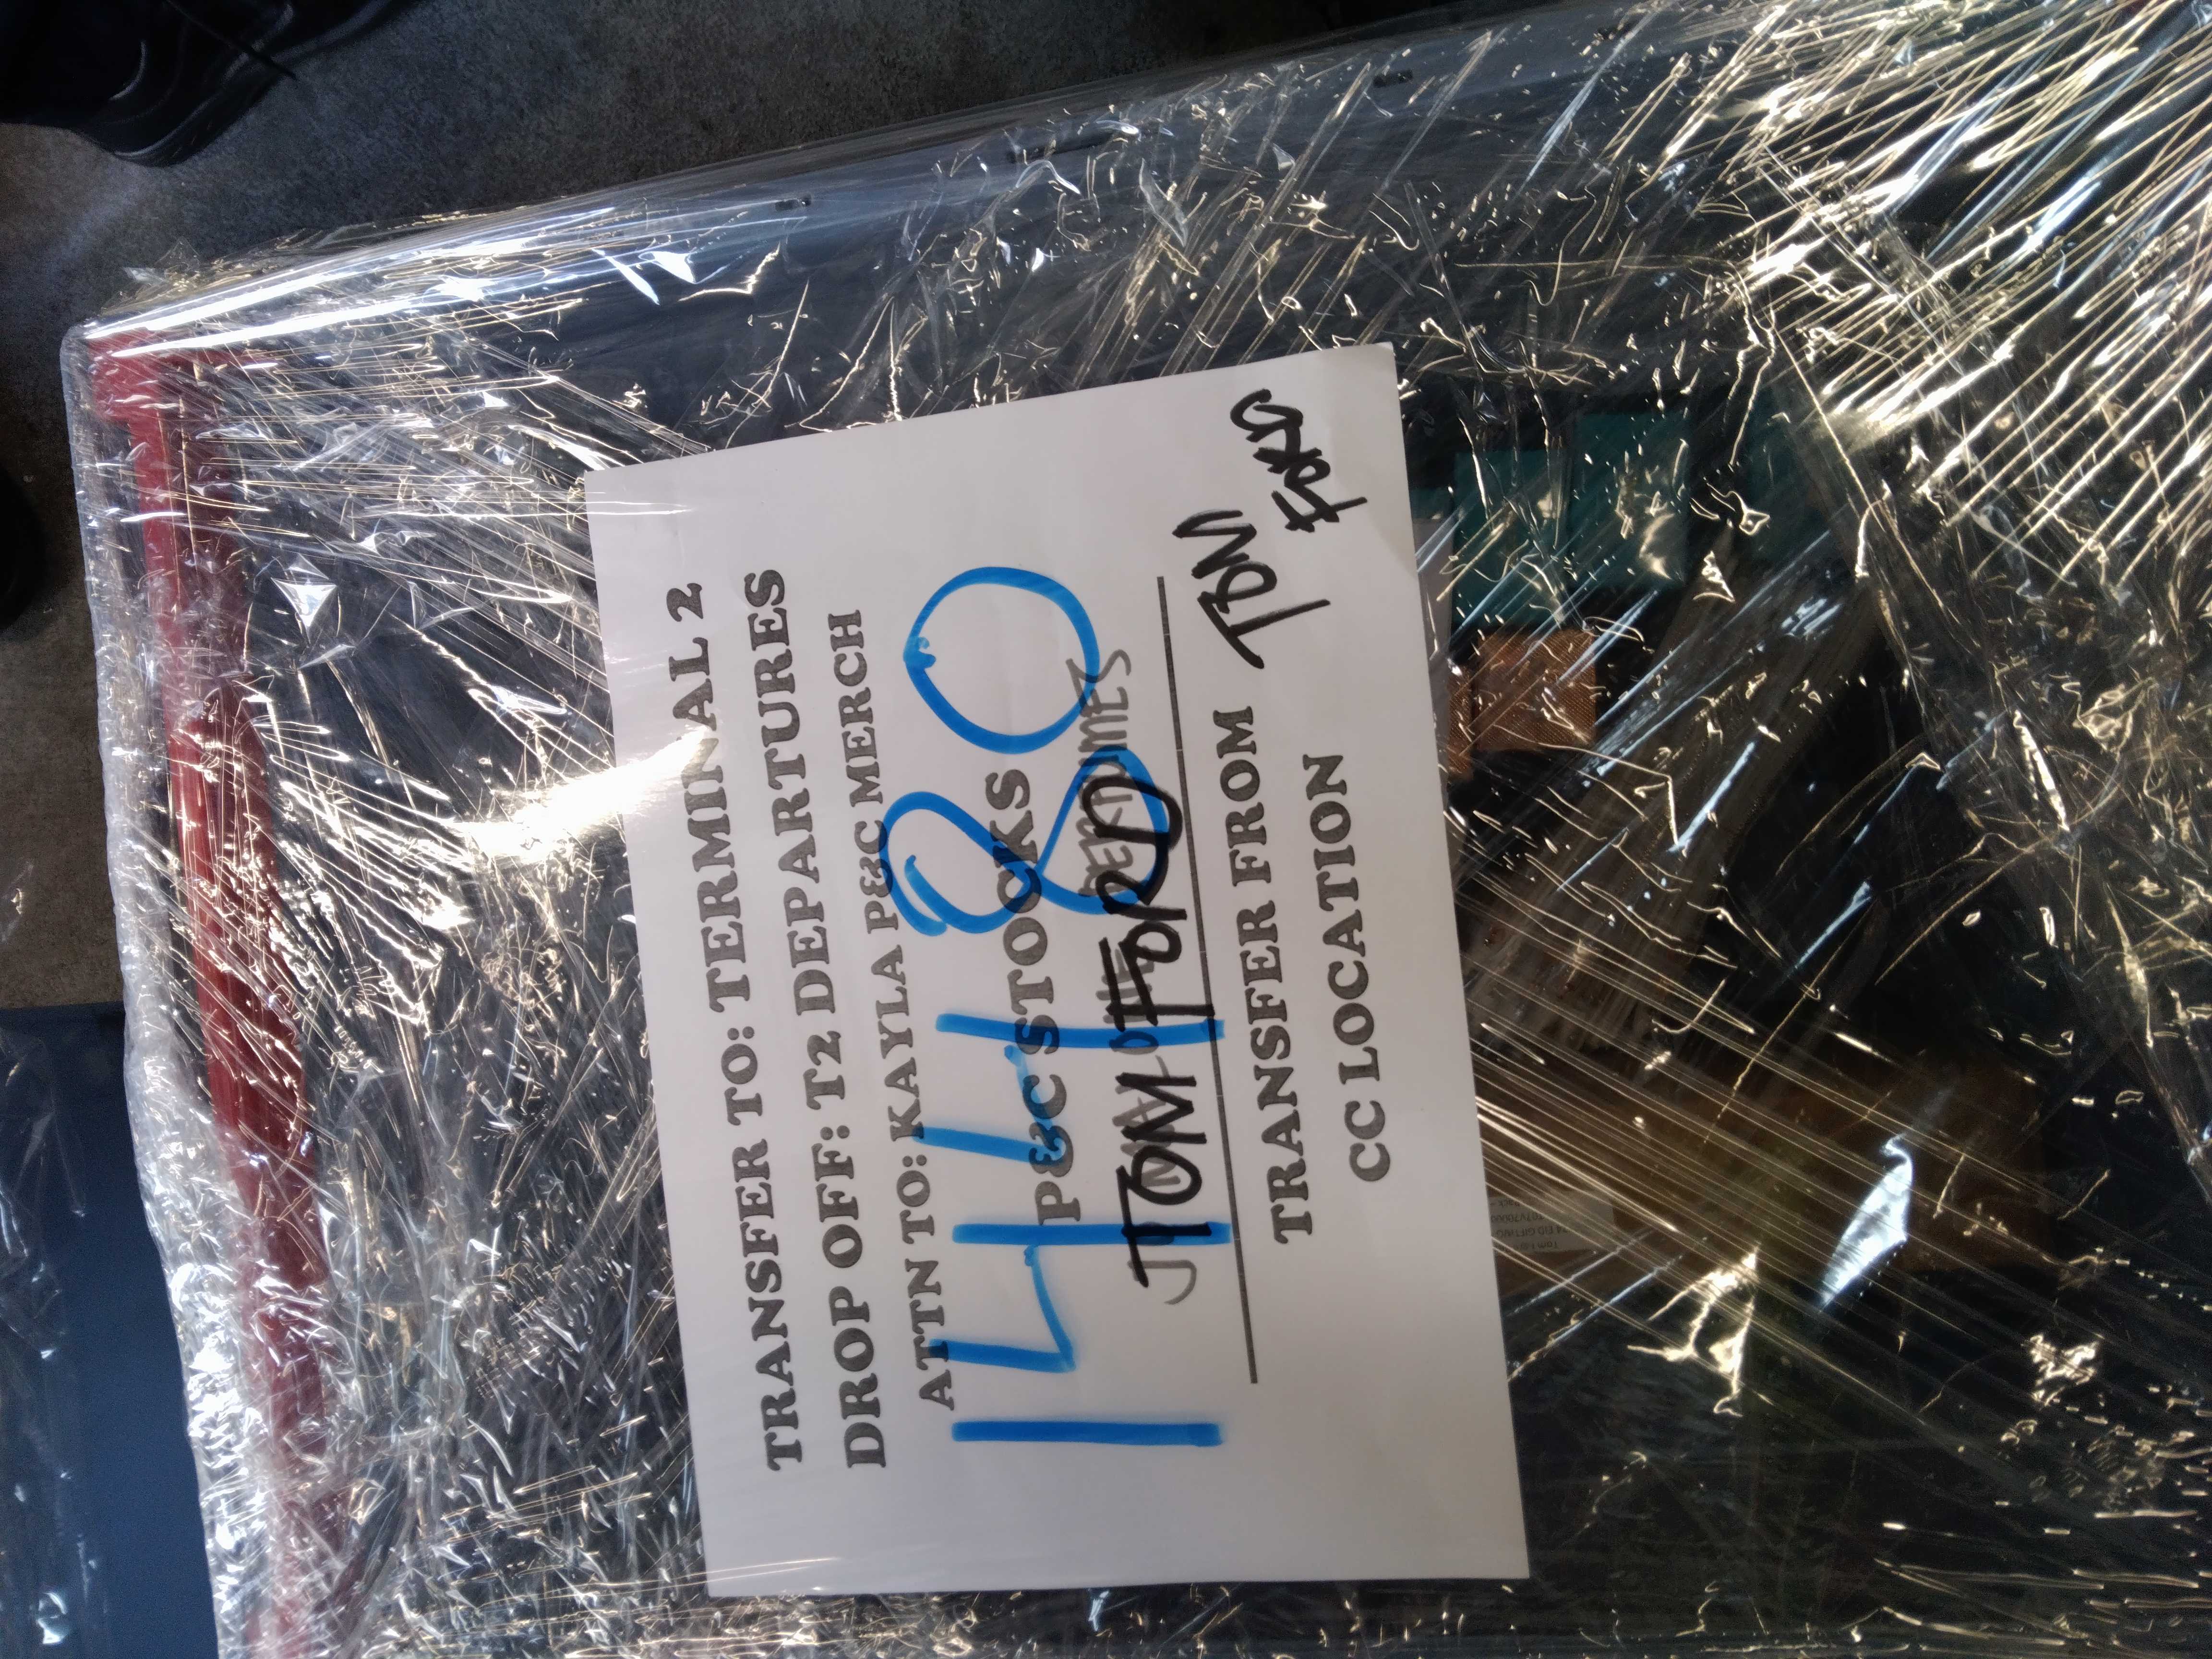 TRANSFER TO: TERMINAL 2
DROP OFF: T2 DEPARTURES
ATTN TO: KAYLA P&C MERCH
P&C STOCKS
14480
TOM FORD
TRANSFER FROM
CC LOCATION
TOM
FORD